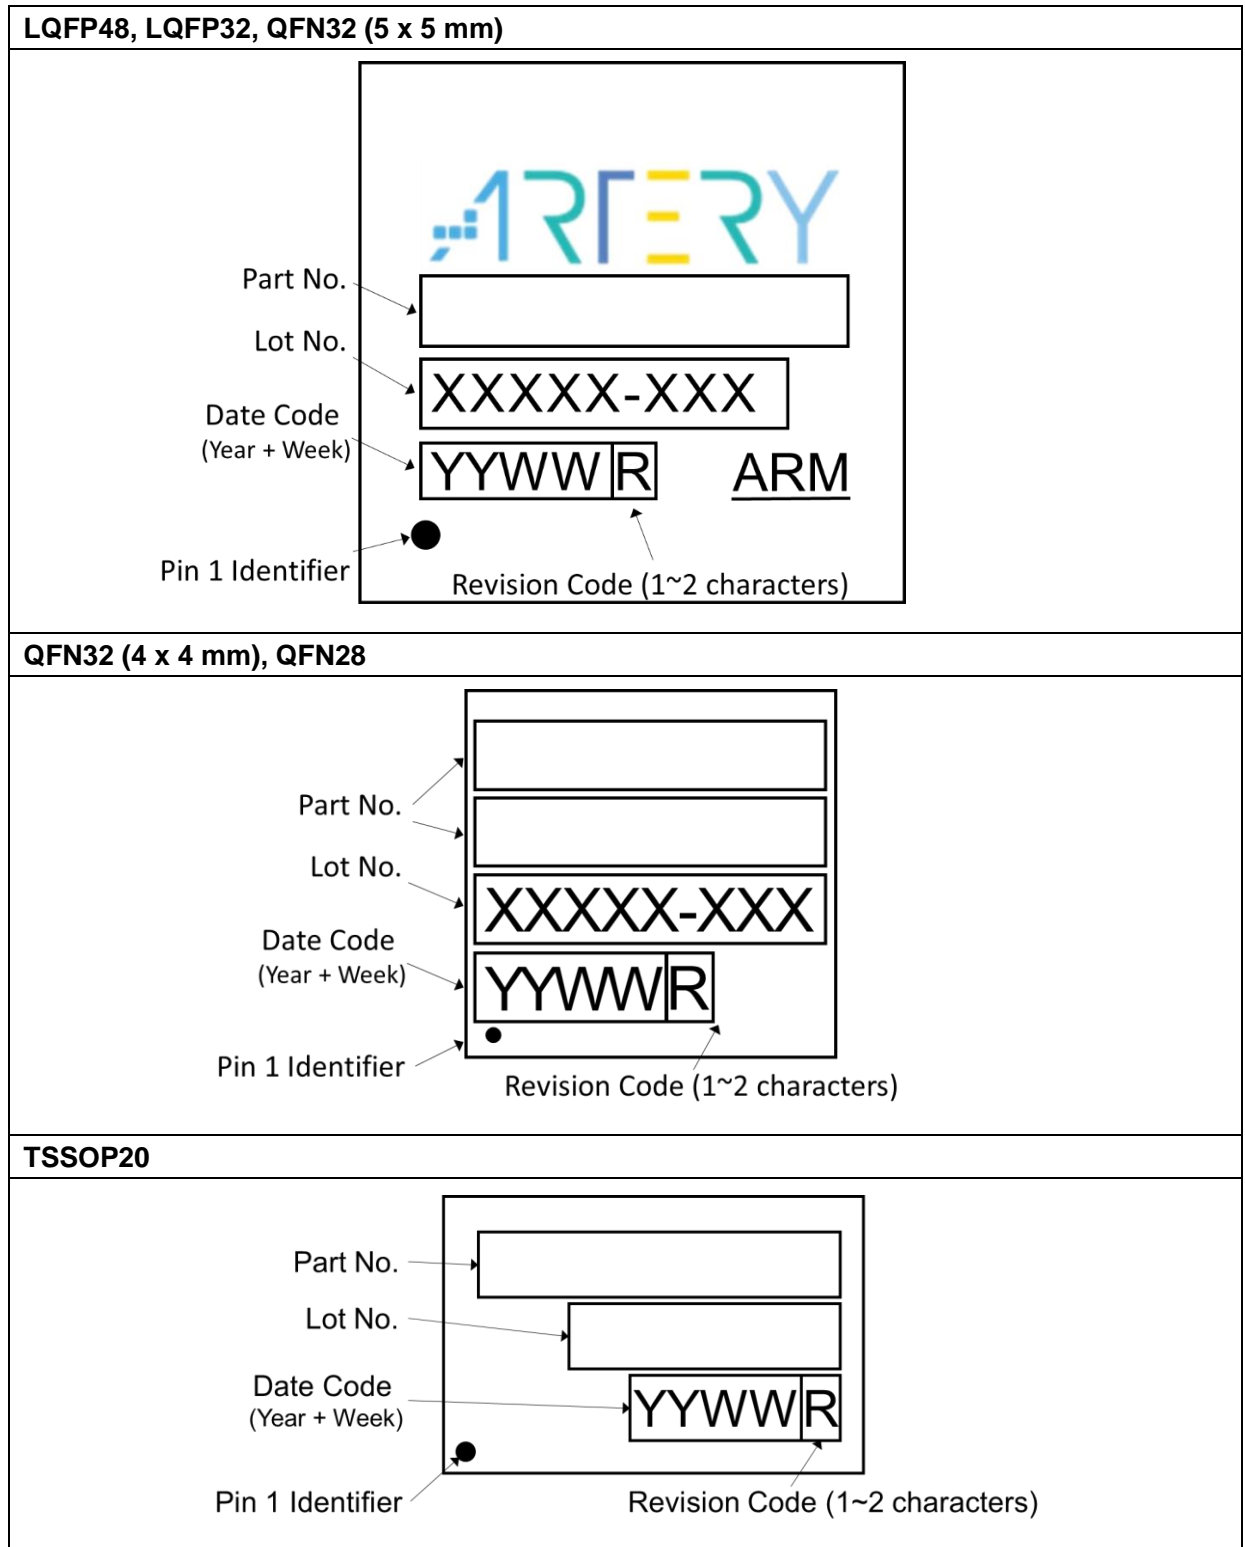 LQFP48, LQFP32, QFN32 (5 x 5 mm)
ARTERY
Part No.
Lot No.
XXXXX-XXX
Date Code
(Year + Week)
YYWW R
ARM
Pin 1 Identifier
Revision Code (1~2 characters)
QFN32 (4 x 4 mm), QFN28
Part No.
Lot No.
XXXXX-XXX
Date Code
(Year + Week)
YYWW R
Pin 1 Identifier
Revision Code (1~2 characters)
TSSOP20
Part No.
Lot No.
Date Code
(Year + Week)
YYWW R
Pin 1 Identifier
Revision Code (1~2 characters)